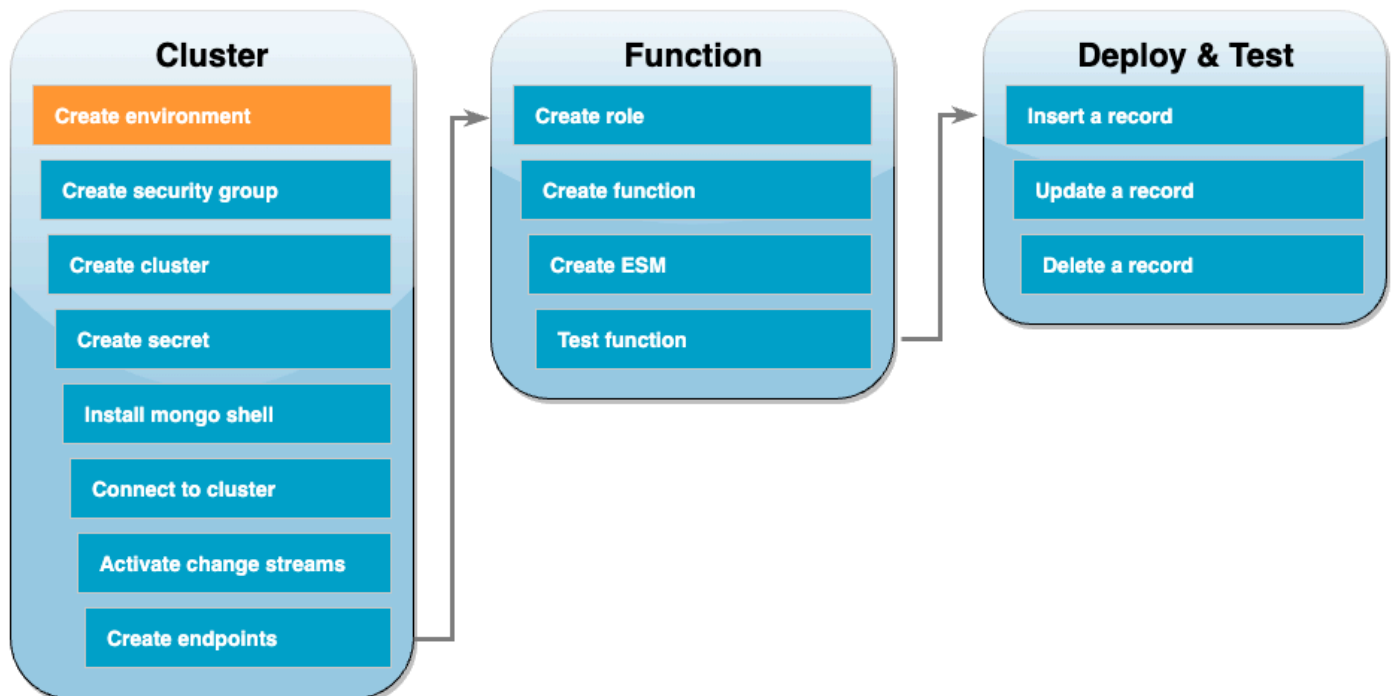 Cluster
Create environment
Create security group
Create cluster
Create secret
Install mongo shell
Connect to cluster
Activate change streams
Create endpoints
Function
Create role
Create function
Create ESM
Test function
Deploy & Test
Insert a record
Update a record
Delete a record